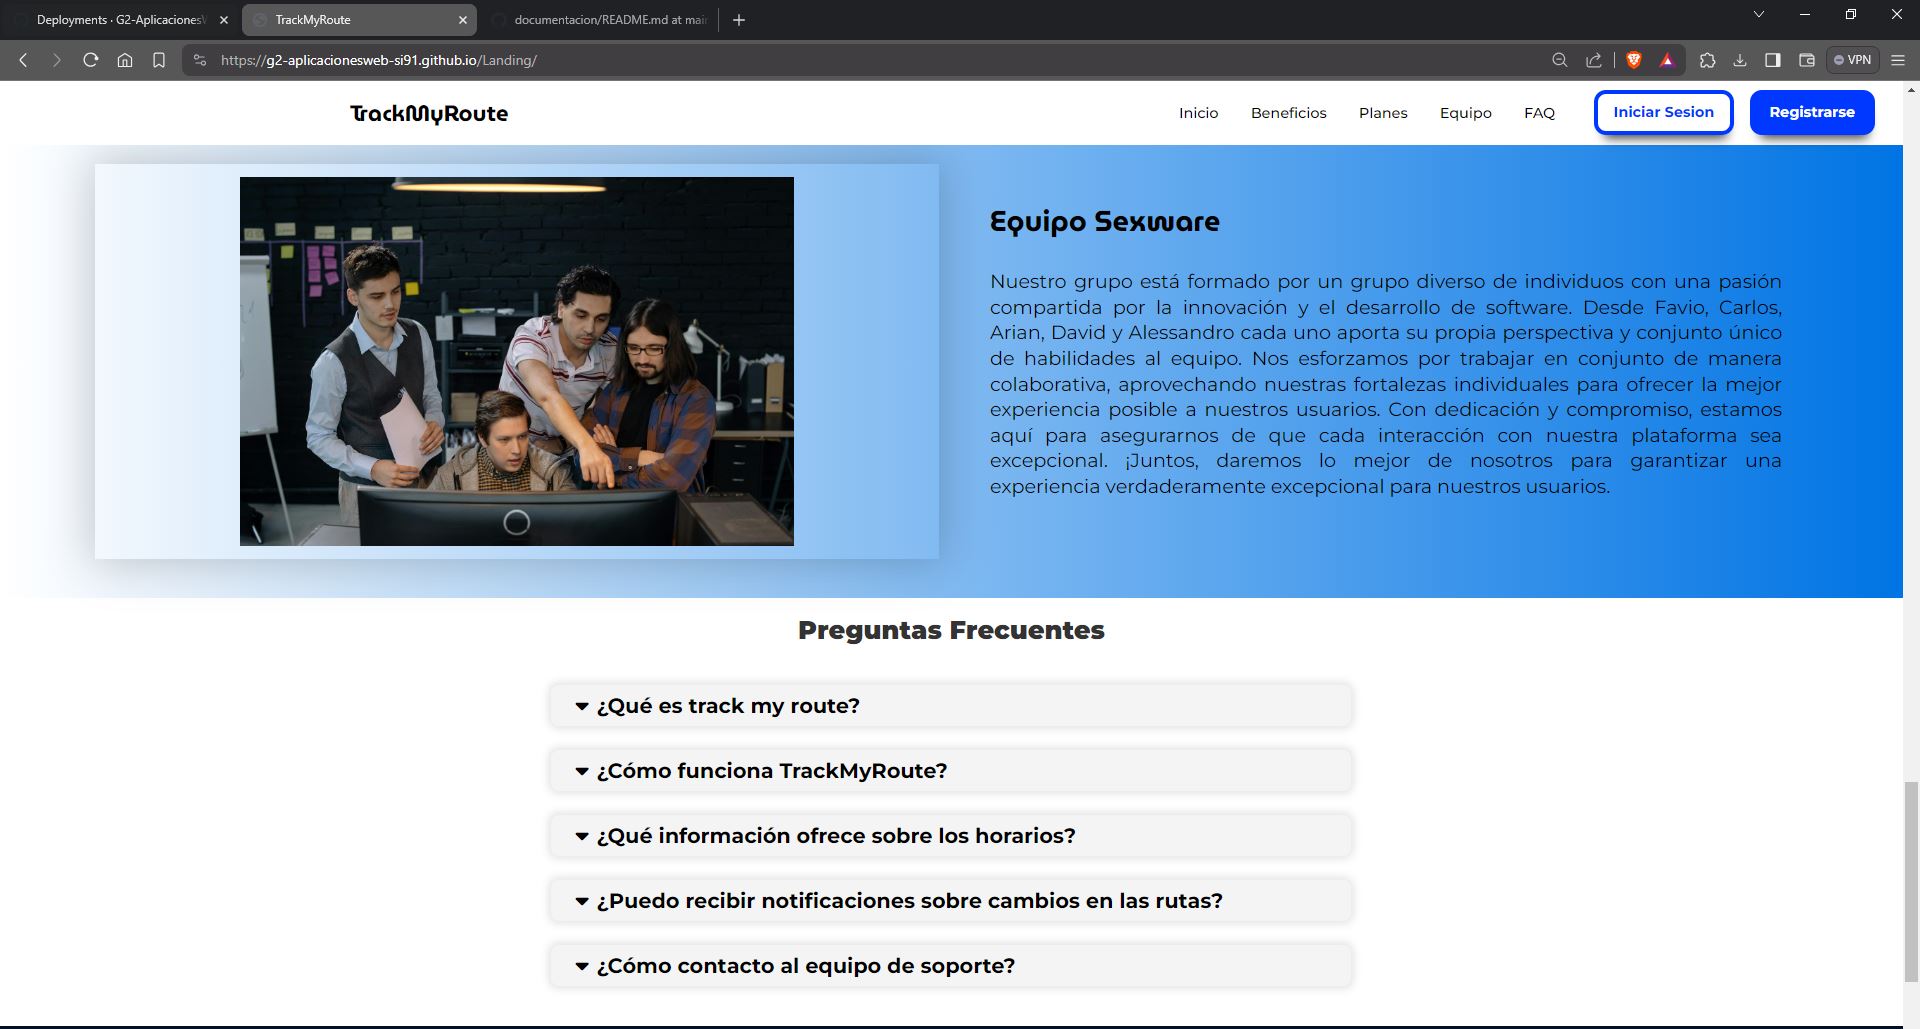 Deployments · G2-AplicacionesW
TrackMyRoute
documentacion/README.md at mai
https://g2-aplicacionesweb-si91.github.io/Landing/
VPN
TrackMyRoute
Inicio
Beneficios
Planes
Equipo
FAQ
Iniciar Sesion
Registrarse
Equipo Sexware
Nuestro grupo está formado por un grupo diverso de individuos con una pasión
compartida por la innovación y el desarrollo de software. Desde Favio, Carlos,
Arian, David y Alessandro cada uno aporta su propia perspectiva y conjunto único
de habilidades al equipo. Nos esforzamos por trabajar en conjunto de manera
colaborativa, aprovechando nuestras fortalezas individuales para ofrecer la mejor
experiencia posible a nuestros usuarios. Con dedicación y compromiso, estamos
aquí para asegurarnos de que cada interacción con nuestra plataforma sea
excepcional. ¡Juntos, daremos lo mejor de nosotros para garantizar una
experiencia verdaderamente excepcional para nuestros usuarios.
Preguntas Frecuentes
¿Qué es track my route?
¿Cómo funciona TrackMyRoute?
¿Qué información ofrece sobre los horarios?
¿Puedo recibir notificaciones sobre cambios en las rutas?
¿Cómo contacto al equipo de soporte?